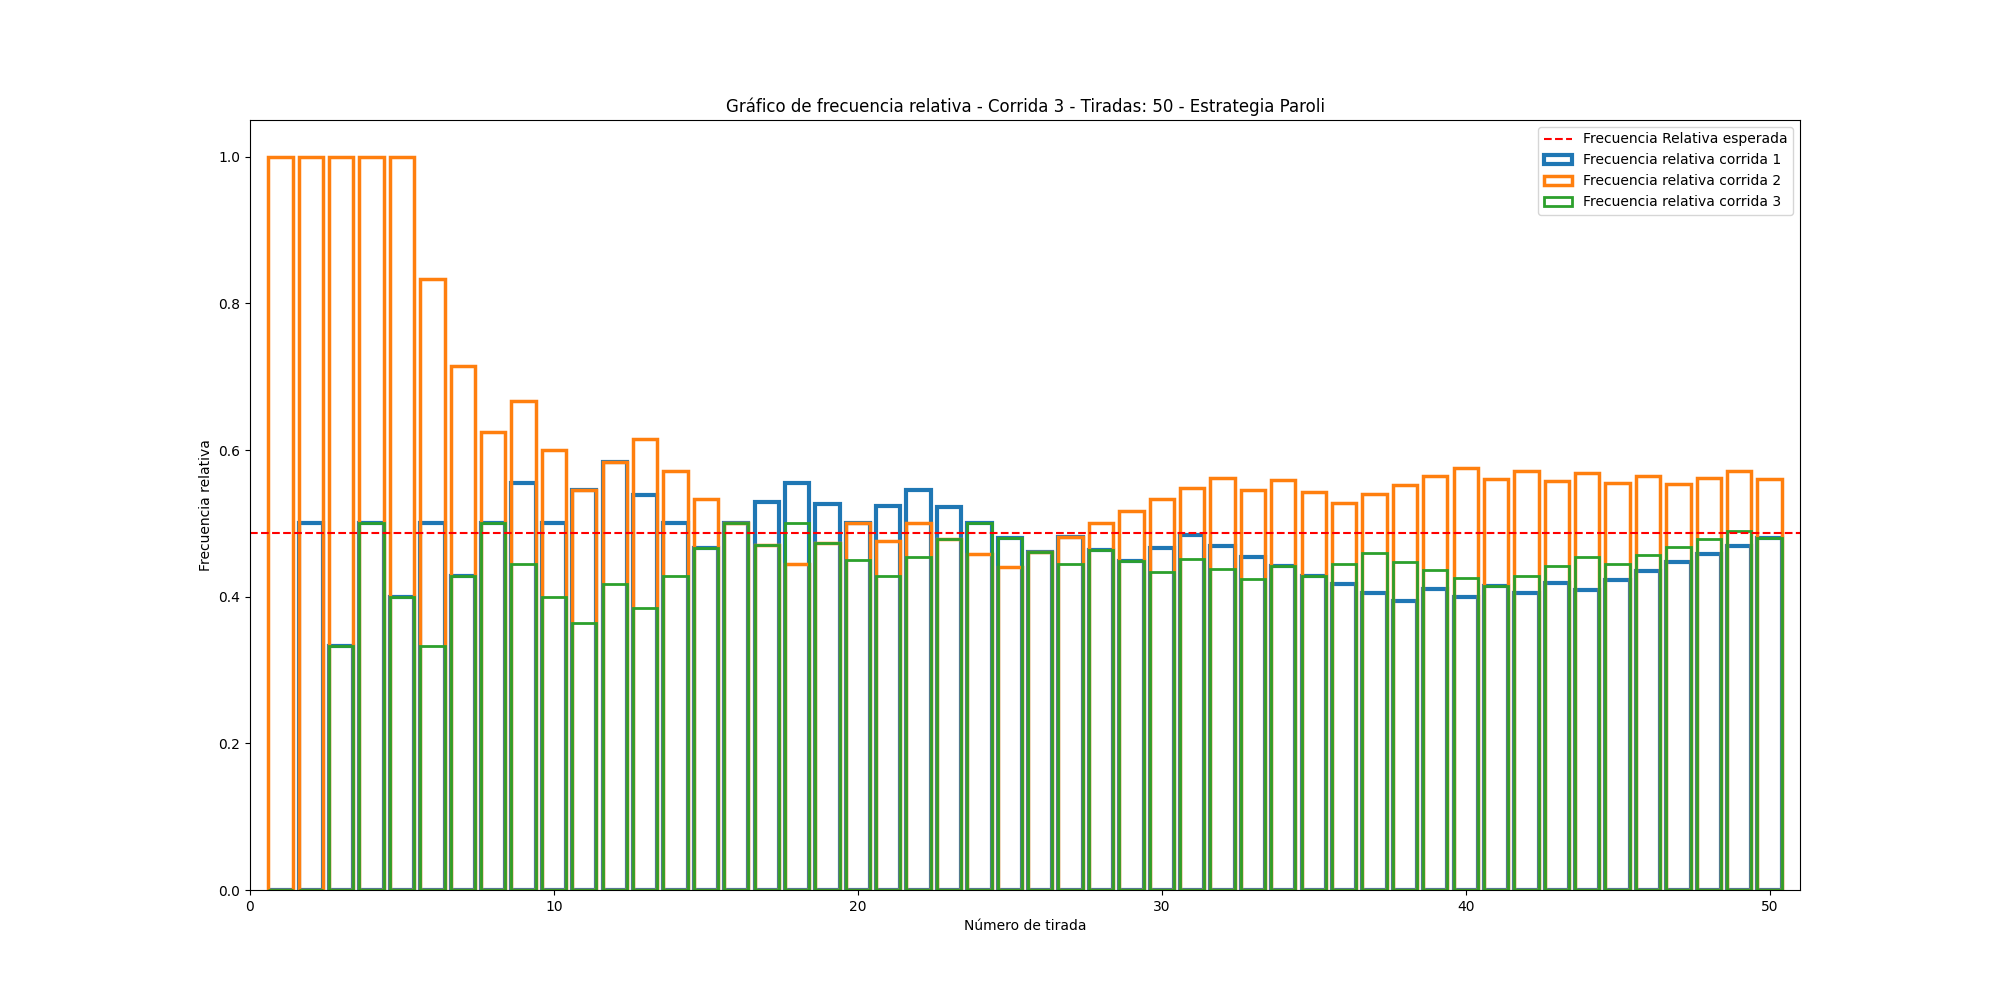 Gráfico de frecuencia relativa - Corrida 3 - Tiradas: 50 - Estrategia Paroli
Frecuencia Relativa esperada
Frecuencia relativa corrida 1
Frecuencia relativa corrida 2
Frecuencia relativa corrida 3
Frecuencia relativa
1.0
0.8
0.6
0.4
0.2
0.0
0 10 20 30 40 50
Número de tirada